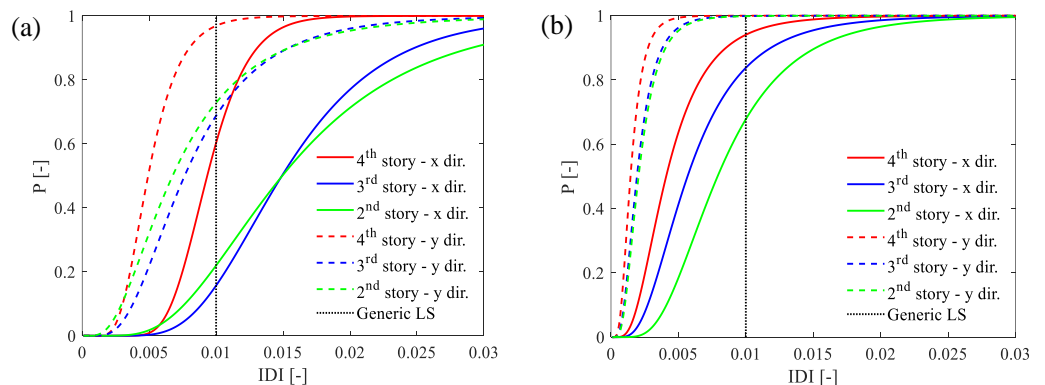 (a)
1
0.8
0.6
0.4
0.2
0
P [-]
0 0.005 0.01 0.015 0.02 0.025 0.03
IDI [-]
4th story - x dir.
3rd story - x dir.
2nd story - x dir.
4th story - y dir.
3rd story - y dir.
2nd story - y dir.
Generic LS
(b)
1
0.8
0.6
0.4
0.2
0
P [-]
0 0.005 0.01 0.015 0.02 0.025 0.03
IDI [-]
4th story - x dir.
3rd story - x dir.
2nd story - x dir.
4th story - y dir.
3rd story - y dir.
2nd story - y dir.
Generic LS